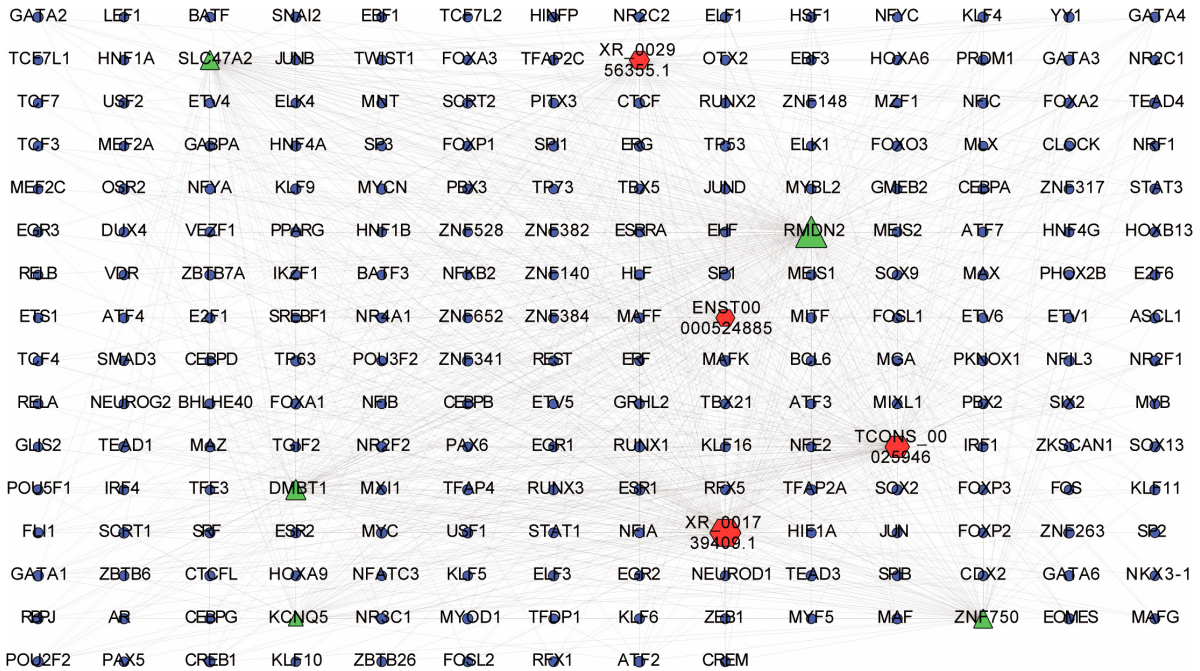 GATA2 LEF1 BATF SNAI2 EBF1 TCF7L2 HINFP NR2C2 ELF1 HSF1 NFYC KLF4 YY1 GATA4
TCF7L1 HNF1A SLC47A2 JUNB TWIST1 FOXA3 TFAP2C XR_0029 OTX2 EBF3 HOXA6 PRDM1 GATA3 NR2C1
56355.1
TCF7 USF2 ETV4 ELK4 MNT SCRT2 PITX3 CTCF RUNX2 ZNF148 MZF1 NFIC FOXA2 TEAD4
TCF3 MEF2A GABPA HNF4A SP3 FOXP1 SPI1 ERG TP53 ELK1 FOXO3 MLX CLOCK NRF1
MEF2C OSR2 NFYA KLF9 MYCN PBX3 TP73 TBX5 JUND MYBL2 GMEB2 CEBPA ZNF317 STAT3
EGR3 DUX4 VEZF1 PPARG HNF1B ZNF528 ZNF382 ESRRA EHF RMDN2 MEIS2 ATF7 HNF4G HOXB13
RELB VDR ZBTB7A IKZF1 BATF3 NFKB2 ZNF140 HLF SP1 MEIS1 SOX9 MAX PHOX2B E2F6
ETS1 ATF4 E2F1 SREBF1 NR4A1 ZNF652 ZNF384 MAFF ENST00 MITF FOSL1 ETV6 ETV1 ASCL1
000524885
TCF4 SMAD3 CEBPD TP63 POU3F2 ZNF341 REST ERF MAFK BCL6 MGA PKNOX1 NFIL3 NR2F1
RELA NEUROG2 BHLHE40 FOXA1 NFIB CEBPB ETV5 GRHL2 TBX21 ATF3 MIXL1 PBX2 SIX2 MYB
GLIS2 TEAD1 MAZ TGIF2 NR2F2 PAX6 EGR1 RUNX1 KLF16 NFE2 TCONS_00 IRF1 ZKSCAN1 SOX13
025946
POU5F1 IRF4 TFE3 DMBT1 MXI1 TFAP4 RUNX3 ESR1 RFX5 TFAP2A SOX2 FOXP3 FOS KLF11
FLI1 SCRT1 SRF ESR2 MYC USF1 STAT1 NFIA XR_0017 HIF1A JUN FOXP2 ZNF263 SP2
39409.1
GATA1 ZBTB6 CTCFL HOXA9 NFATC3 KLF5 ELF3 EGR2 NEUROD1 TEAD3 SPIB CDX2 GATA6 NKX3-1
RBPJ AR CEBPG KCNQ5 NR3C1 MYOD1 TFDP1 KLF6 ZEB1 MYF5 MAF ZNF750 EOMES MAFG
POU2F2 PAX5 CREB1 KLF10 ZBTB26 FOSL2 RFX1 ATF2 CREM